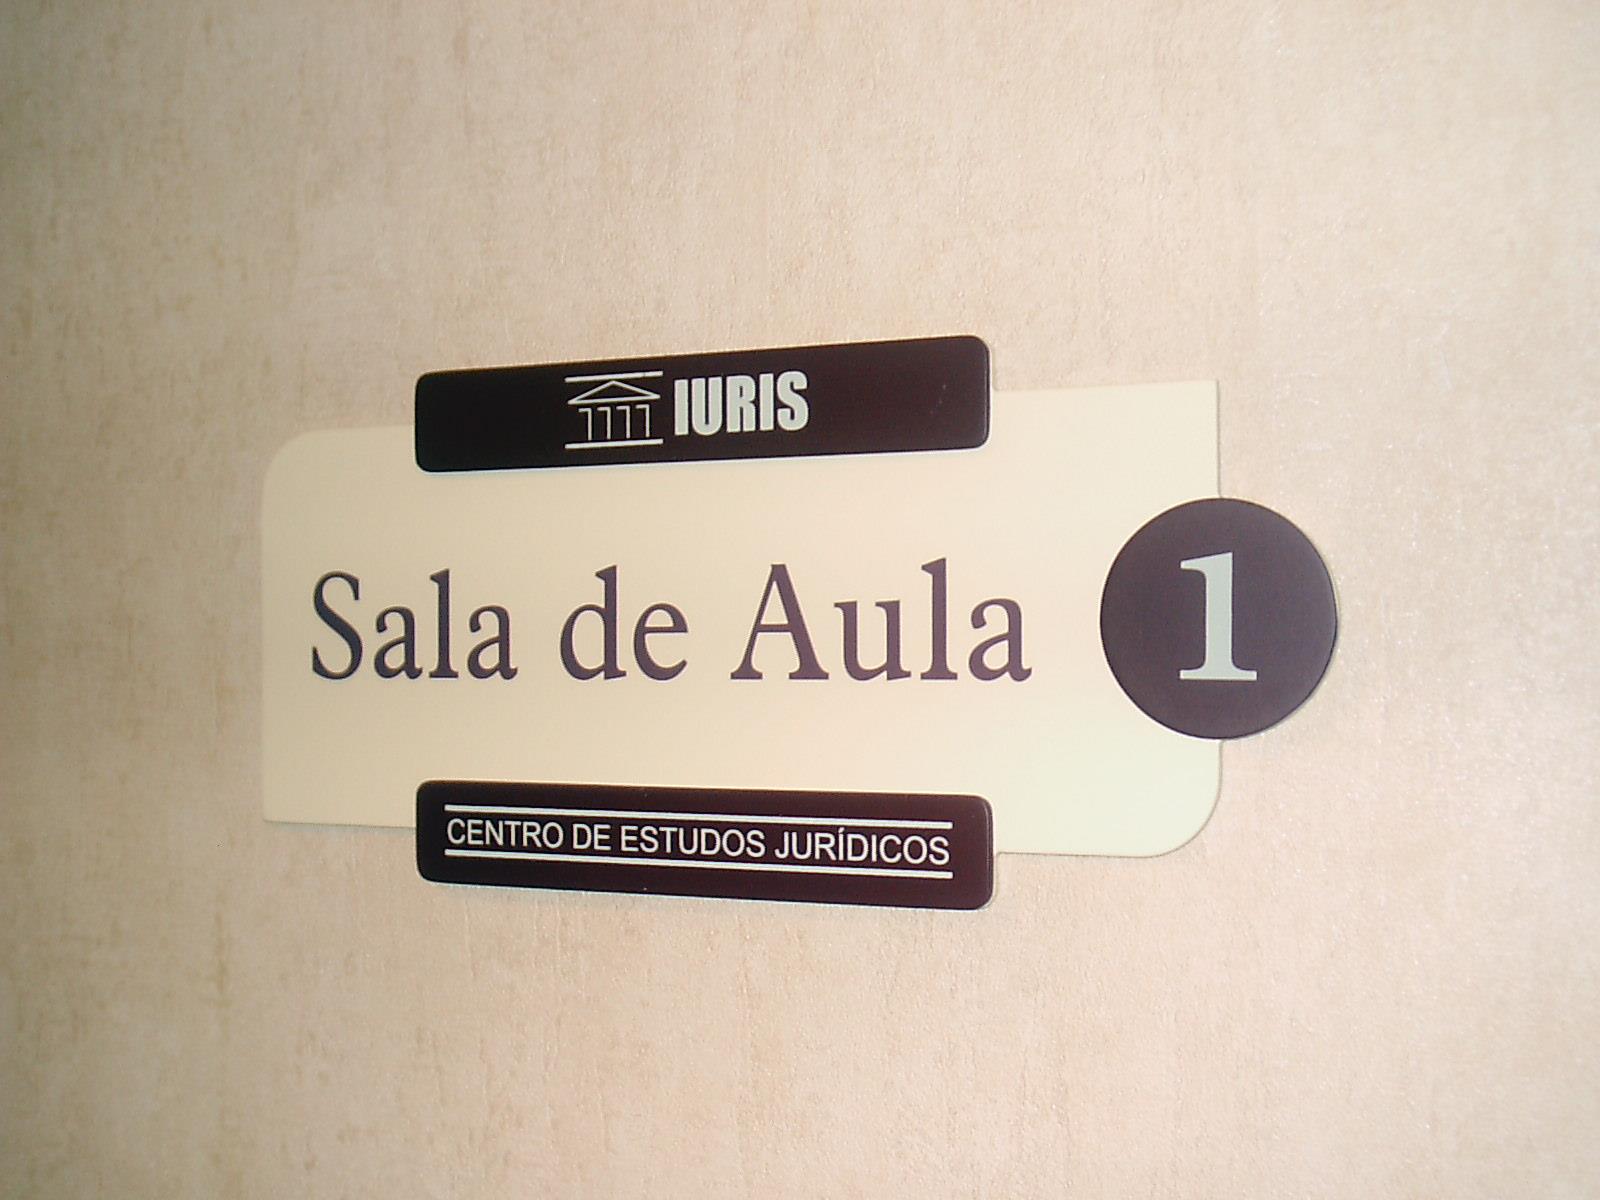 IURIS
Sala de Aula 1
CENTRO DE ESTUDOS JURÍDICOS